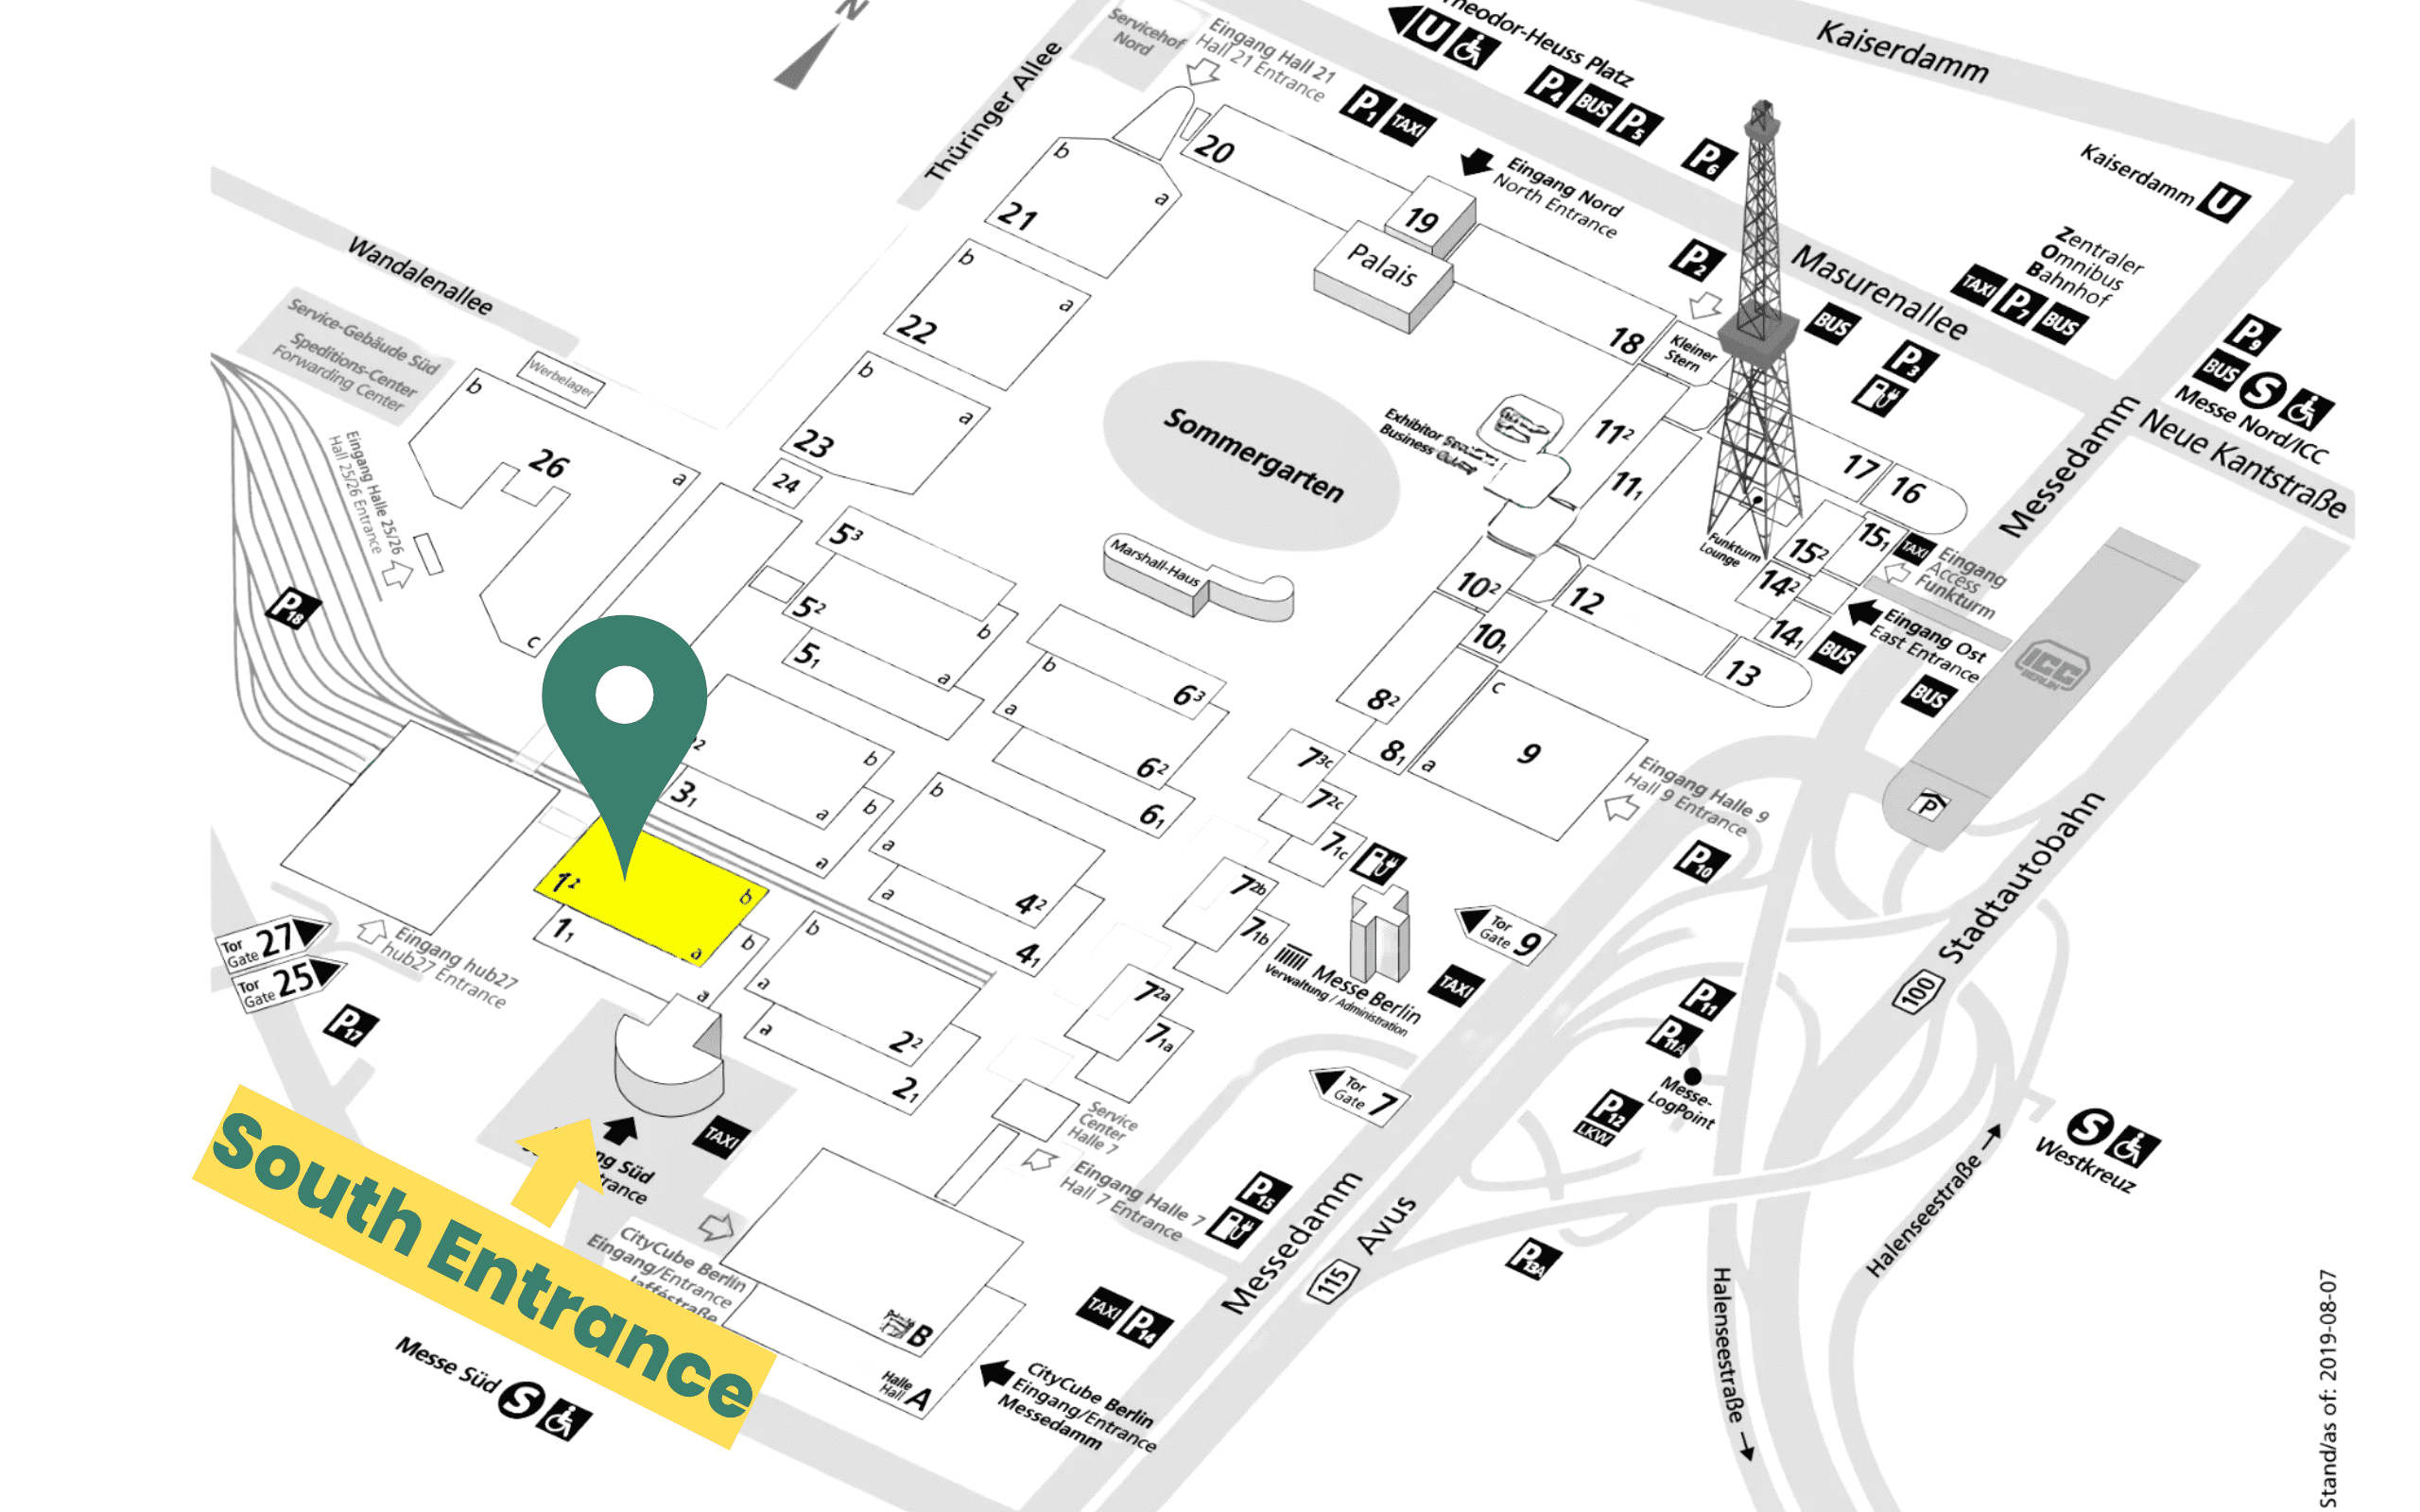 N
Servicehof
Nord
Eingang Hall 21
Hall 21 Entrance
Theodor-Heuss Platz
U
Kaiserdamm
P1 TAXI
P4 BUS P5
P6
Thüringer Allee
Eingang Nord
North Entrance
Kaiserdamm U
b
a
21
20
19
Palais
18
P2
Kleiner
Stern
Masurenallee
BUS
P3
Zentraler
Omnibus
Bahnhof
TAXI P7 BUS
P9
BUS S
Messe Nord/ICC
Neue Kantstraße
Messedamm
Wandalenallee
Service-Gebäude Süd
Speditions-Center
Forwarding Center
Werbelager
b
a
22
b
a
23
24
b
26
a
c
Eingang Halle 25/26
Hall 25/26 Entrance
P18
Sommergarten
Marshall-Haus
Exhibitor
Business
11²
11₁
17
16
15₁
15²
14²
14₁
TAXI
Eingang
Access
Funkturm
Funkturm
Lounge
Eingang Ost
East Entrance
BUS
BUS
ICC
BERLIN
P
10²
10₁
12
13
8²
8₁
c
a
9
Eingang Halle 9
Hall 9 Entrance
P10
5³
5²
b
5₁
a
b
6³
a
6²
6₁
7³ᶜ
7²ᶜ
7₁c
7²ᵇ
7₁b
7²ᵃ
7₁a
2
b
3₁
a
b
a
b
a
4²
a
4₁
1²
b
a
1₁
b
a
b
a
2²
a
2₁
Tor
Gate 27
Tor
Gate 25
Eingang hub27
hub27 Entrance
P17
Messe Berlin
Verwaltung / Administration
TAXI
Tor
Gate 9
Tor
Gate 7
P11
P11A
Messe-
LogPoint
P12
LKW
100 Stadtautobahn
S
Westkreuz
Halenseestraße
Halenseestraße
P13A
Messedamm
115 Avus
P15
Service
Center
Halle 7
Eingang Halle 7
Hall 7 Entrance
TAXI
ng Süd
trance
South Entrance
CityCube Berlin
Eingang/Entrance
Jafféstraße
B
Halle
Hall A
TAXI P14
CityCube Berlin
Eingang/Entrance
Messedamm
Messe Süd S
Stand/as of: 2019-08-07